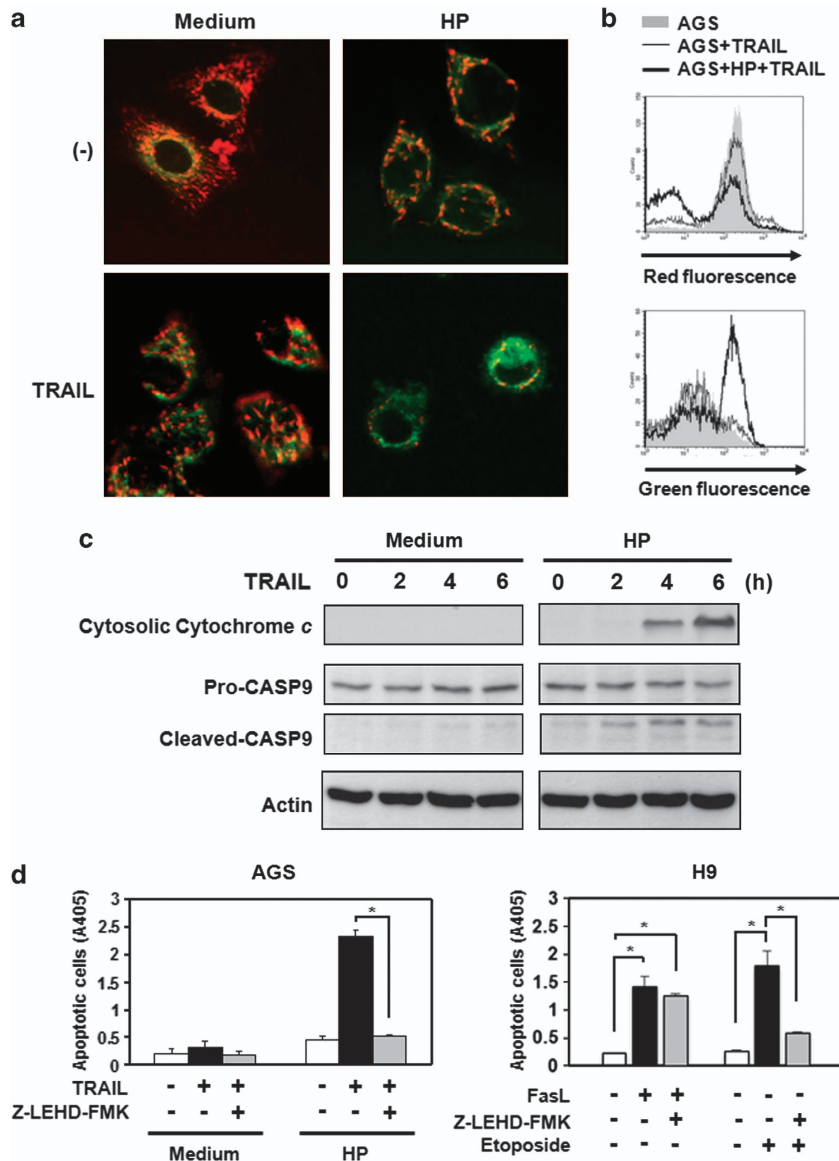 a
Medium HP
(-)
TRAIL
b
AGS
AGS+TRAIL
AGS+HP+TRAIL
Counts
Red fluorescence
Counts
Green fluorescence
c
Medium HP
TRAIL 0 2 4 6 0 2 4 6 (h)
Cytosolic Cytochrome c
Pro-CASP9
Cleaved-CASP9
Actin
d
AGS
Apoptotic cells (A405)
3
2.5
2
1.5
1
0.5
0
*
TRAIL - + + - + +
Z-LEHD-FMK - - + - - +
Medium HP
H9
Apoptotic cells (A405)
3
2.5
2
1.5
1
0.5
0
* * * *
FasL - + + - - -
Z-LEHD-FMK - - + - - +
Etoposide - - - - + +